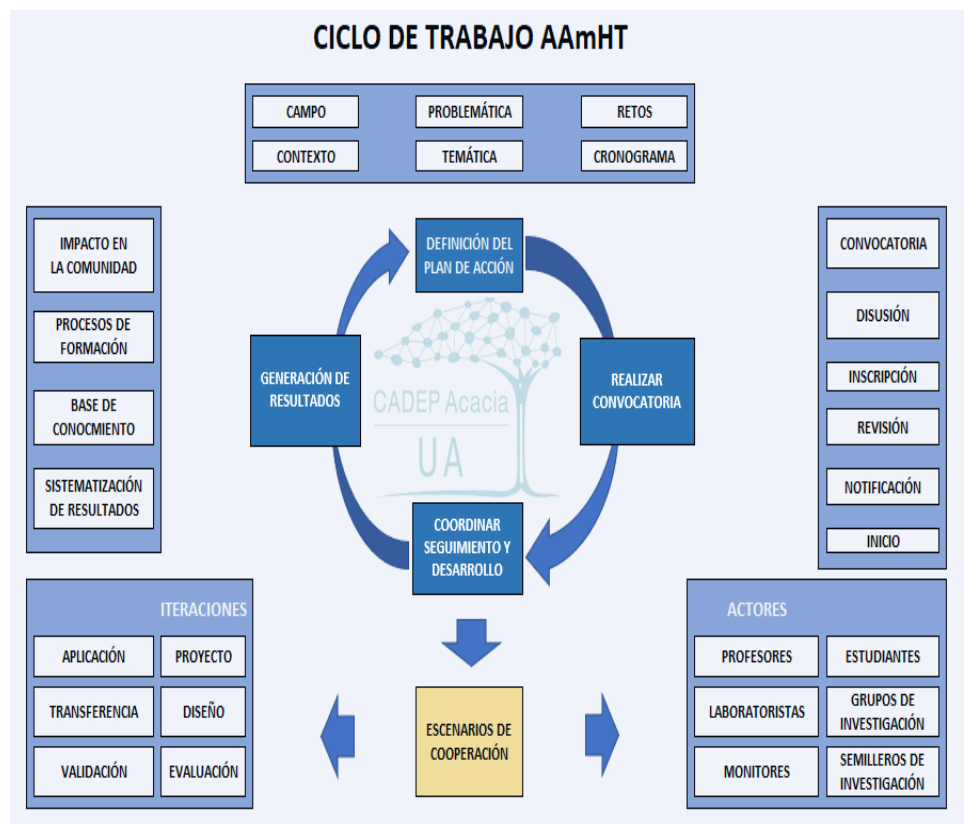 CICLO DE TRABAJO AAmHT
CAMPO
PROBLEMÁTICA
RETOS
CONTEXTO
TEMÁTICA
CRONOGRAMA
IMPACTO EN
LA COMUNIDAD
PROCESOS DE
FORMACIÓN
BASE DE
CONOCMIENTO
SISTEMATIZACIÓN
DE RESULTADOS
DEFINICIÓN DEL
PLAN DE ACCIÓN
GENERACIÓN DE
RESULTADOS
CADEP Acacia
UA
REALIZAR
CONVOCATORIA
COORDINAR
SEGUIMIENTO Y
DESARROLLO
CONVOCATORIA
DISUSIÓN
INSCRIPCIÓN
REVISIÓN
NOTIFICACIÓN
INICIO
ITERACIONES
APLICACIÓN
PROYECTO
TRANSFERENCIA
DISEÑO
VALIDACIÓN
EVALUACIÓN
ESCENARIOS DE
COOPERACIÓN
ACTORES
PROFESORES
ESTUDIANTES
LABORATORISTAS
GRUPOS DE
INVESTIGACIÓN
MONITORES
SEMILLEROS DE
INVESTIGACIÓN